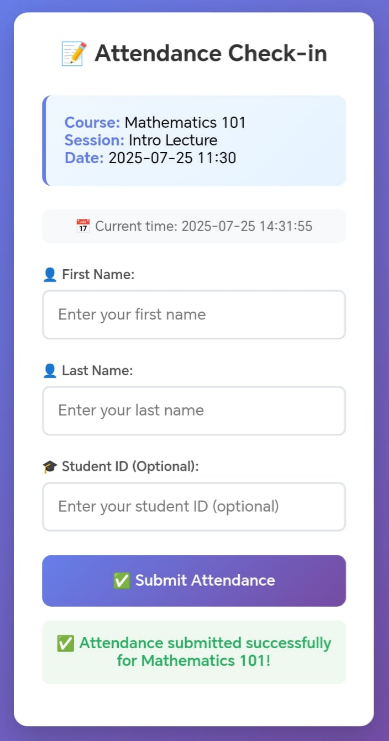 📝 Attendance Check-in
Course: Mathematics 101
Session: Intro Lecture
Date: 2025-07-25 11:30
📅 Current time: 2025-07-25 14:31:55
👤 First Name:
Enter your first name
👤 Last Name:
Enter your last name
🎓 Student ID (Optional):
Enter your student ID (optional)
✅ Submit Attendance
✅ Attendance submitted successfully
for Mathematics 101!